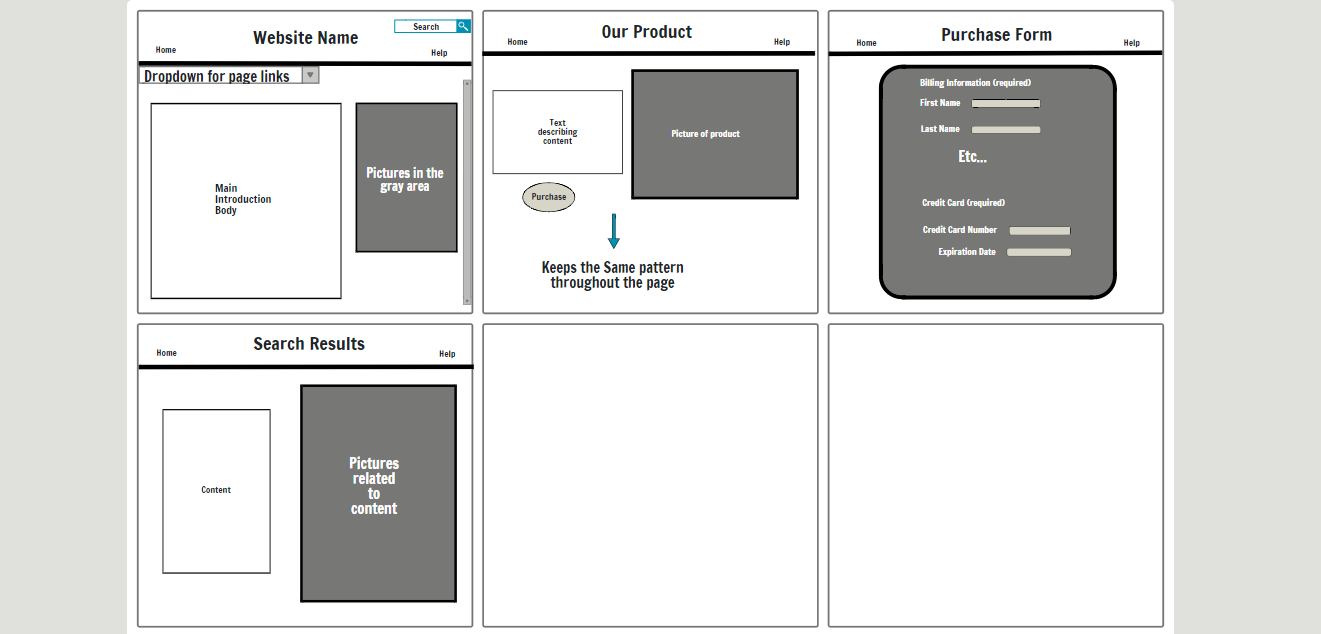 Website Name
Search
Home
Help
Dropdown for page links
Main
Introduction
Body
Pictures in the
gray area
Our Product
Home
Help
Text
describing
content
Picture of product
Purchase
Keeps the Same pattern
throughout the page
Purchase Form
Home
Help
Billing Information (required)
First Name
Last Name
Etc...
Credit Card (required)
Credit Card Number
Expiration Date
Search Results
Home
Help
Content
Pictures
related
to
content